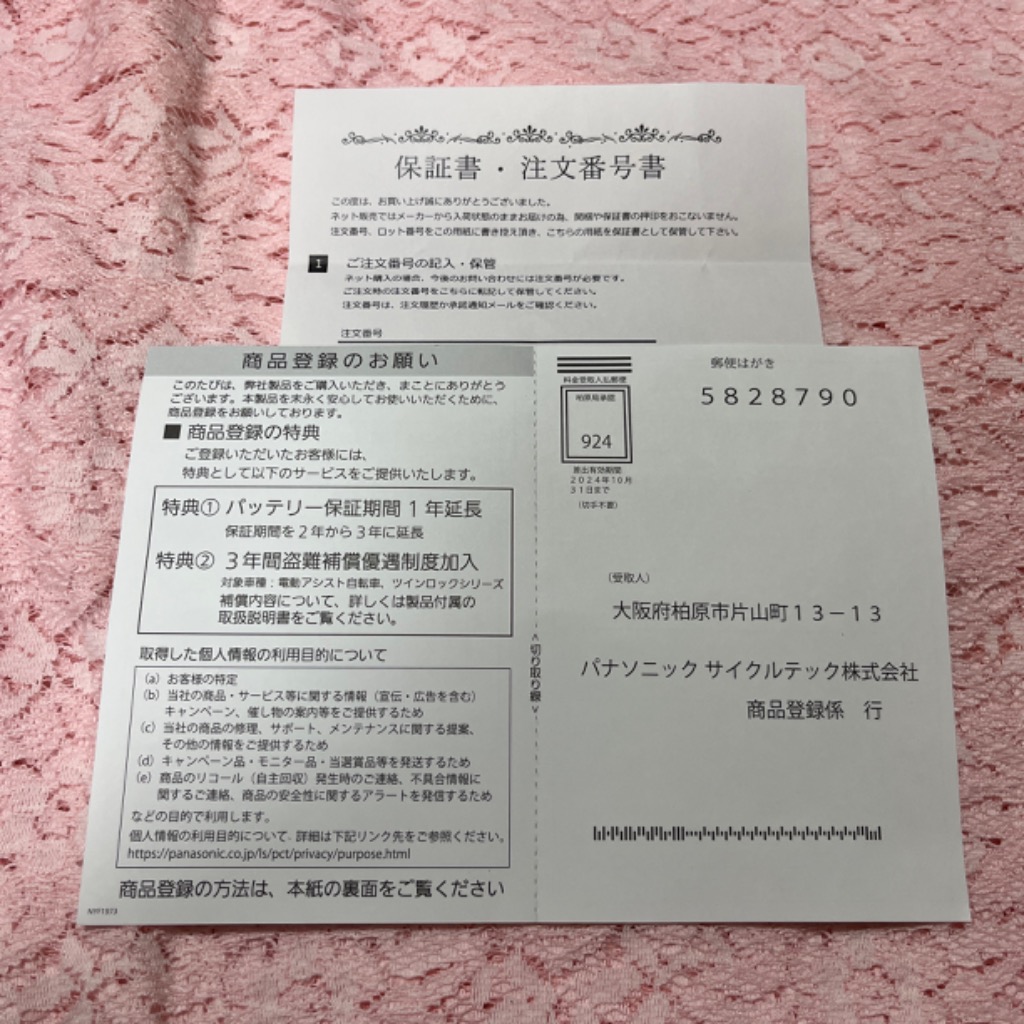 保証書・注文番号書
この度は、お買い上げ誠にありがとうございました。
ネット販売ではメーカーから入荷状態のままお届けの為、開梱や保証書の押印をおこないません。
注文番号、ロット番号をこの用紙に書き控え頂き、こちらの用紙を保証書として保管して下さい。
1 ご注文番号の記入・保管
ネット購入の場合、今後のお問い合わせには注文番号が必要です。
ご注文時の注文番号をこちらに転記して保管してください。
注文番号は、注文履歴か承諾通知メールをご確認ください。
注文番号
商品登録のお願い
このたびは、弊社製品をご購入いただき、まことにありがとう
ございます。本製品を末永く安心してお使いいただくために、
商品登録をお願いしております。
■ 商品登録の特典
ご登録いただいたお客様には、
特典として以下のサービスをご提供いたします。
特典① バッテリー保証期間1年延長
保証期間を2年から3年に延長
特典② 3年間盗難補償優遇制度加入
対象車種：電動アシスト自転車、ツインロックシリーズ
補償内容について、詳しくは製品付属の
取扱説明書をご覧ください。
取得した個人情報の利用目的について
(a) お客様の特定
(b) 当社の商品・サービス等に関する情報（宣伝・広告を含む）
キャンペーン、催し物の案内等をご提供するため
(c) 当社の商品の修理、サポート、メンテナンスに関する提案、
その他の情報をご提供するため
(d) キャンペーン品・モニター品・当選賞品等を発送するため
(e) 商品のリコール（自主回収）発生時のご連絡、不具合情報に
関するご連絡、商品の安全性に関するアラートを発信するため
などの目的で利用します。
個人情報の利用目的について、詳細は下記リンク先をご参照ください。
https://panasonic.co.jp/ls/pct/privacy/purpose.html
商品登録の方法は、本紙の裏面をご覧ください
NYF1973
<切り取り線>
料金受取人払郵便
柏原局承認
924
差出有効期間
2024年10月
31日まで
（切手不要）
郵便はがき
5828790
（受取人）
大阪府柏原市片山町13－13
パナソニック サイクルテック株式会社
商品登録係 行